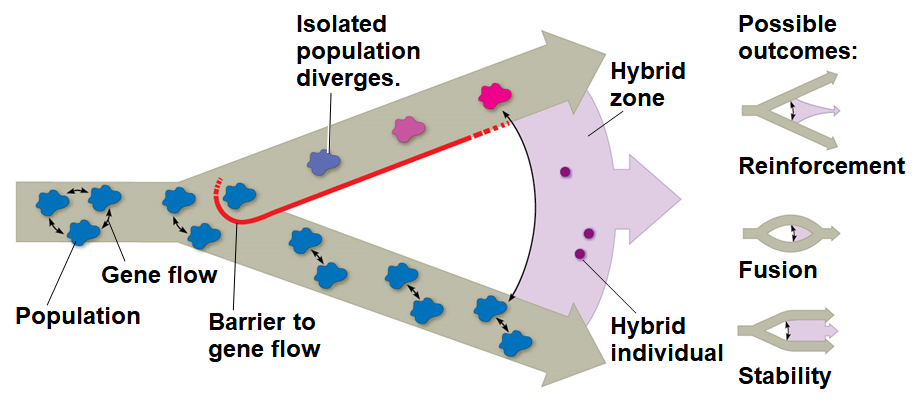 Isolated
population
diverges.
Hybrid
zone
Gene flow
Population
Barrier to
gene flow
Hybrid
individual
Possible
outcomes:
Reinforcement
Fusion
Stability